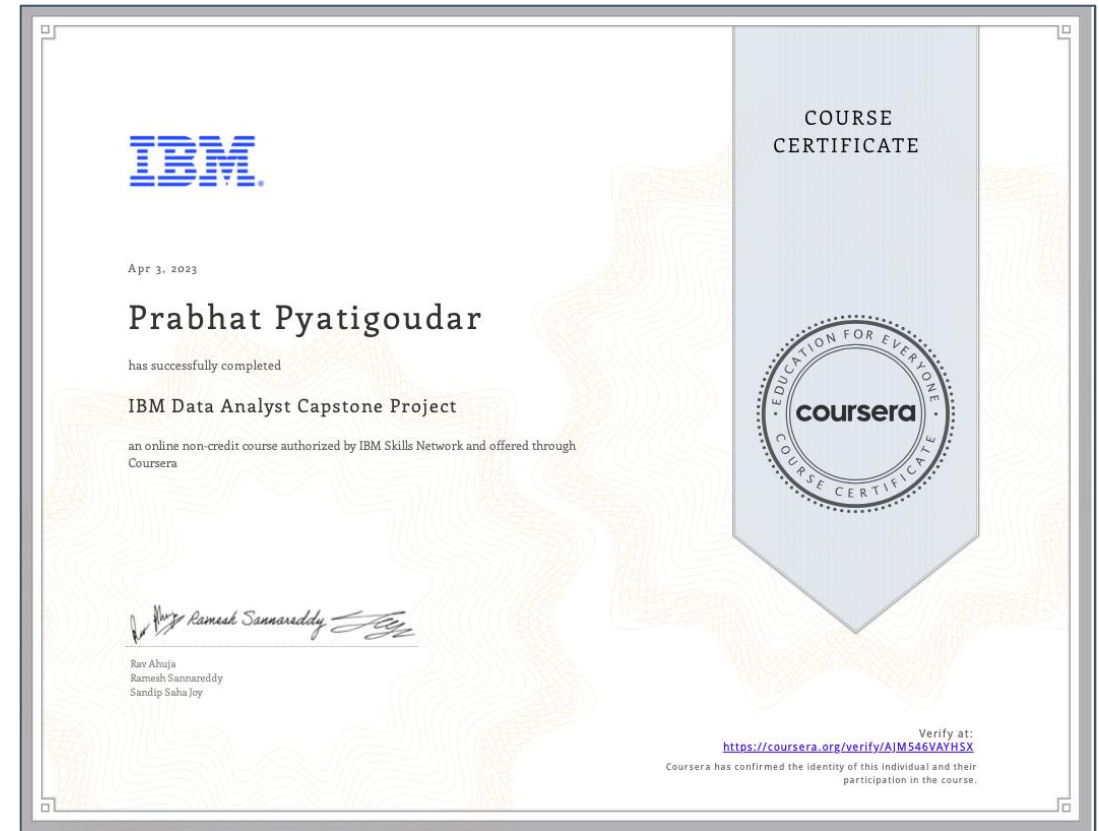 IBM.
Apr 3, 2023
Prabhat Pyatigoudar
has successfully completed
IBM Data Analyst Capstone Project
an online non-credit course authorized by IBM Skills Network and offered through
Coursera
Rav Ahuja Ramesh Sannareddy
Rav Ahuja
Ramesh Sannareddy
Sandip Saha Joy
COURSE
CERTIFICATE
EDUCATION FOR EVERYONE
coursera
COURSE CERTIFICATE
Verify at:
https://coursera.org/verify/AJM546VAYHSX
Coursera has confirmed the identity of this individual and their
participation in the course.